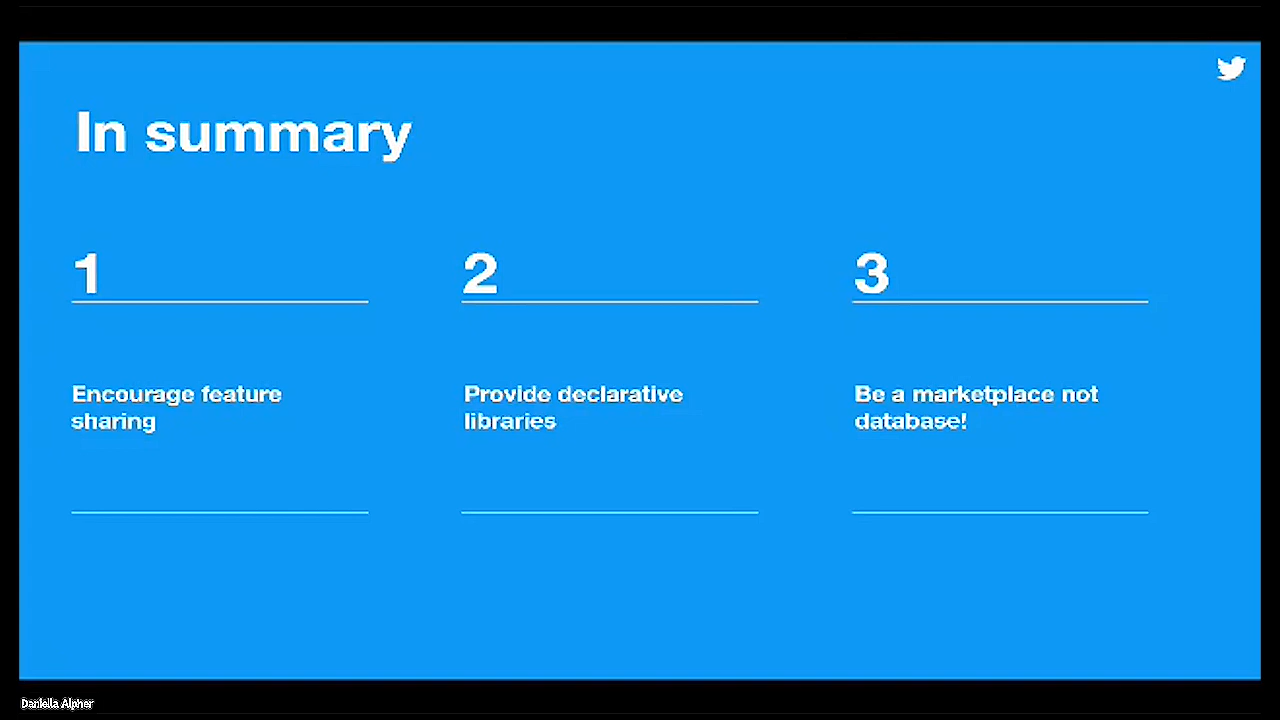 In summary
1
Encourage feature
sharing
2
Provide declarative
libraries
3
Be a marketplace not
database!
Daniella Alpher